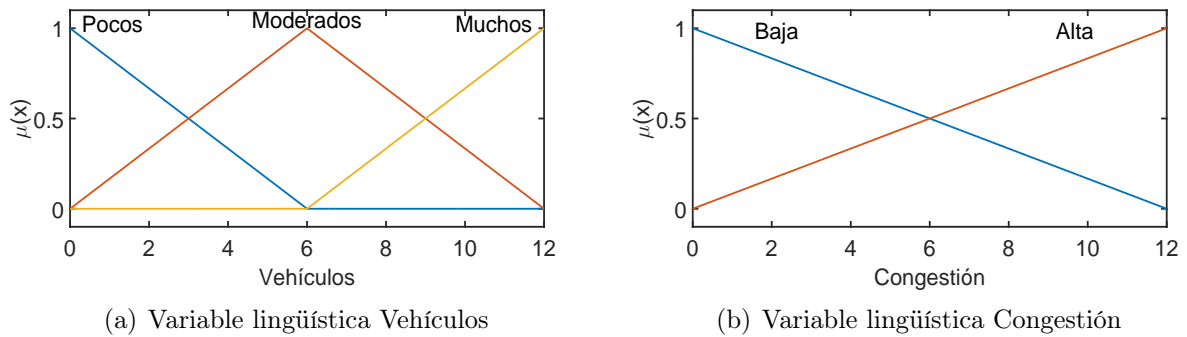 Pocos Moderados Muchos
1
0.5
0
μ(x)
0 2 4 6 8 10 12
Vehículos
(a) Variable lingüística Vehículos
Baja Alta
1
0.5
0
μ(x)
0 2 4 6 8 10 12
Congestión
(b) Variable lingüística Congestión